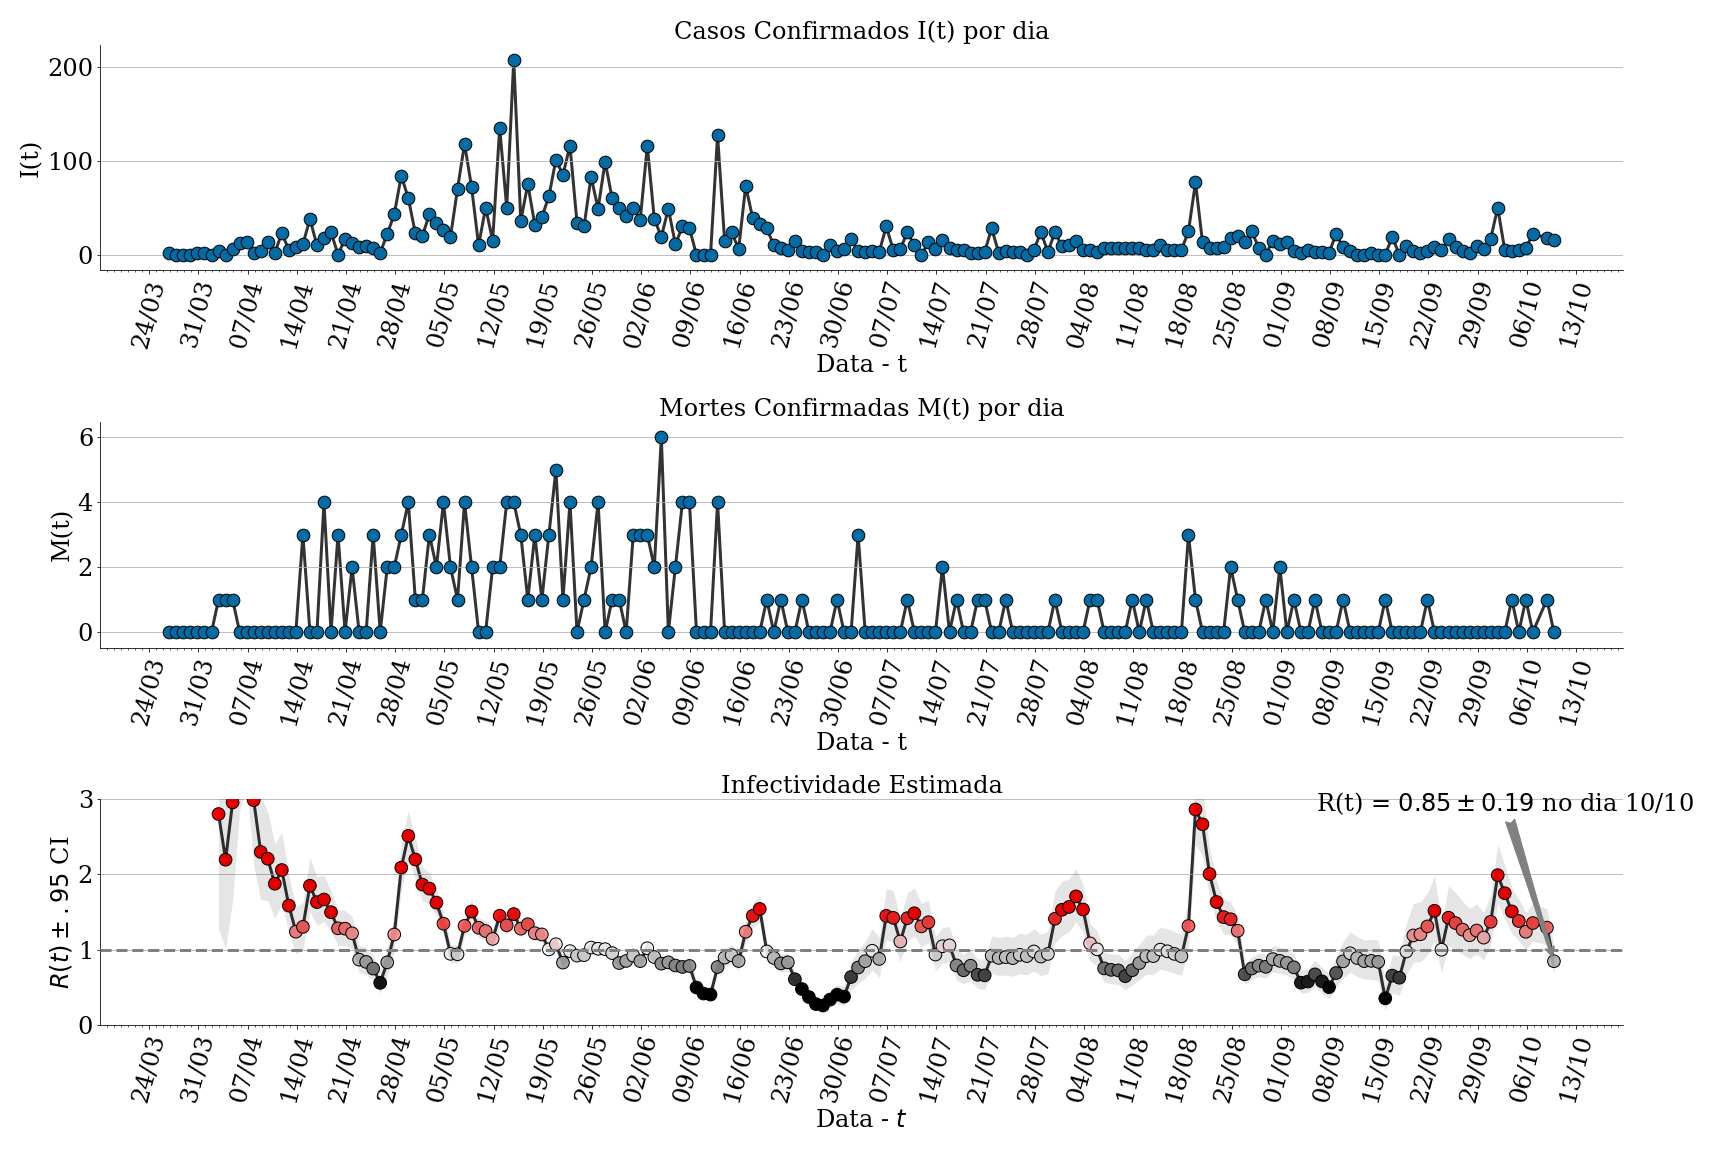 Casos Confirmados I(t) por dia
200
100
0
I(t)
24/03 31/03 07/04 14/04 21/04 28/04 05/05 12/05 19/05 26/05 02/06 09/06 16/06 23/06 30/06 07/07 14/07 21/07 28/07 04/08 11/08 18/08 25/08 01/09 08/09 15/09 22/09 29/09 06/10 13/10
Data - t
Mortes Confirmadas M(t) por dia
6
4
2
0
M(t)
24/03 31/03 07/04 14/04 21/04 28/04 05/05 12/05 19/05 26/05 02/06 09/06 16/06 23/06 30/06 07/07 14/07 21/07 28/07 04/08 11/08 18/08 25/08 01/09 08/09 15/09 22/09 29/09 06/10 13/10
Data - t
Infectividade Estimada
R(t) = 0.85 ± 0.19 no dia 10/10
3
2
1
0
R(t) ± .95 CI
24/03 31/03 07/04 14/04 21/04 28/04 05/05 12/05 19/05 26/05 02/06 09/06 16/06 23/06 30/06 07/07 14/07 21/07 28/07 04/08 11/08 18/08 25/08 01/09 08/09 15/09 22/09 29/09 06/10 13/10
Data - t